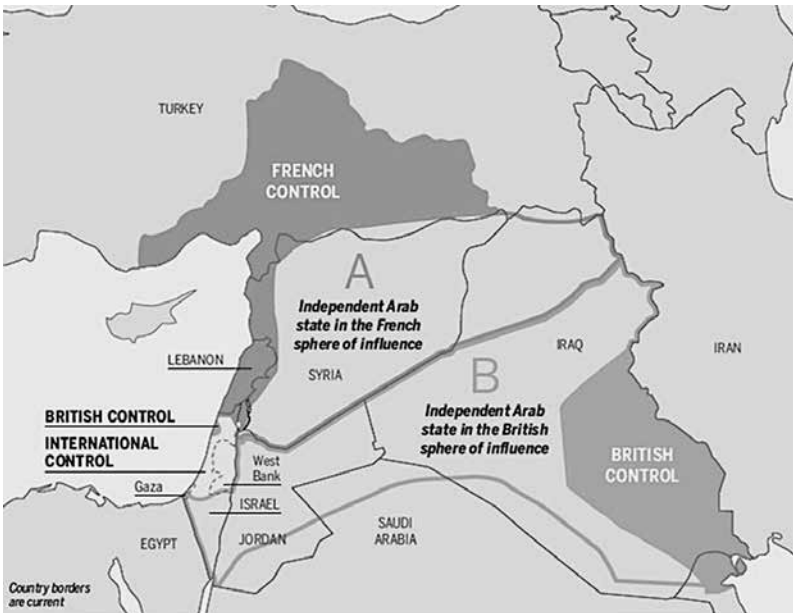 TURKEY
FRENCH
CONTROL
A
Independent Arab
state in the French
sphere of influence
LEBANON
SYRIA
IRAQ
IRAN
B
Independent Arab
state in the British
sphere of influence
BRITISH CONTROL
INTERNATIONAL
CONTROL
BRITISH
CONTROL
West
Bank
Gaza
ISRAEL
EGYPT
JORDAN
SAUDI
ARABIA
Country borders
are current